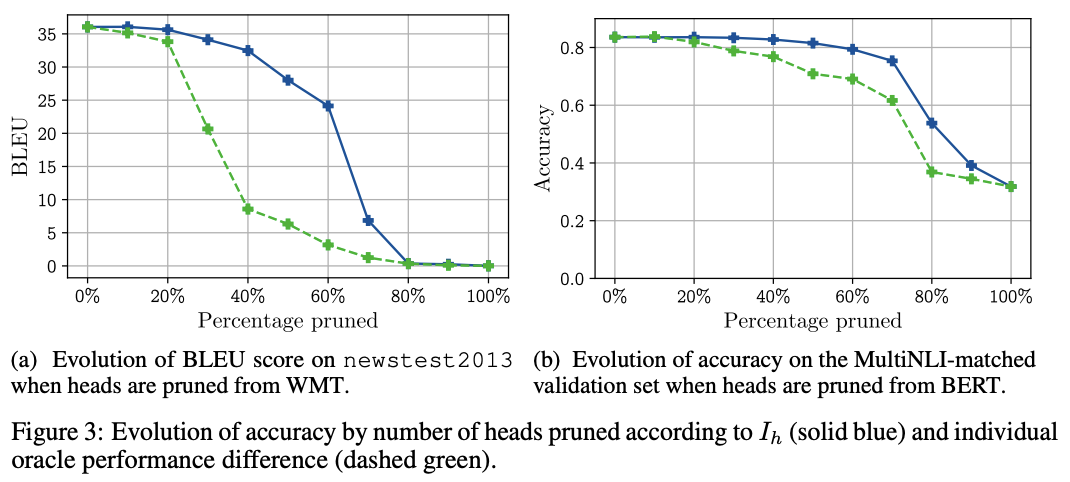 35
30
25
20
15
10
5
0
BLEU
0%
20%
40%
60%
80%
100%
Percentage pruned
0.8
0.6
0.4
0.2
0.0
Accuracy
0%
20%
40%
60%
80%
100%
Percentage pruned
(a) Evolution of BLEU score on newstest2013
when heads are pruned from WMT.
(b) Evolution of accuracy on the MultiNLI-matched
validation set when heads are pruned from BERT.
Figure 3: Evolution of accuracy by number of heads pruned according to Iₕ (solid blue) and individual
oracle performance difference (dashed green).